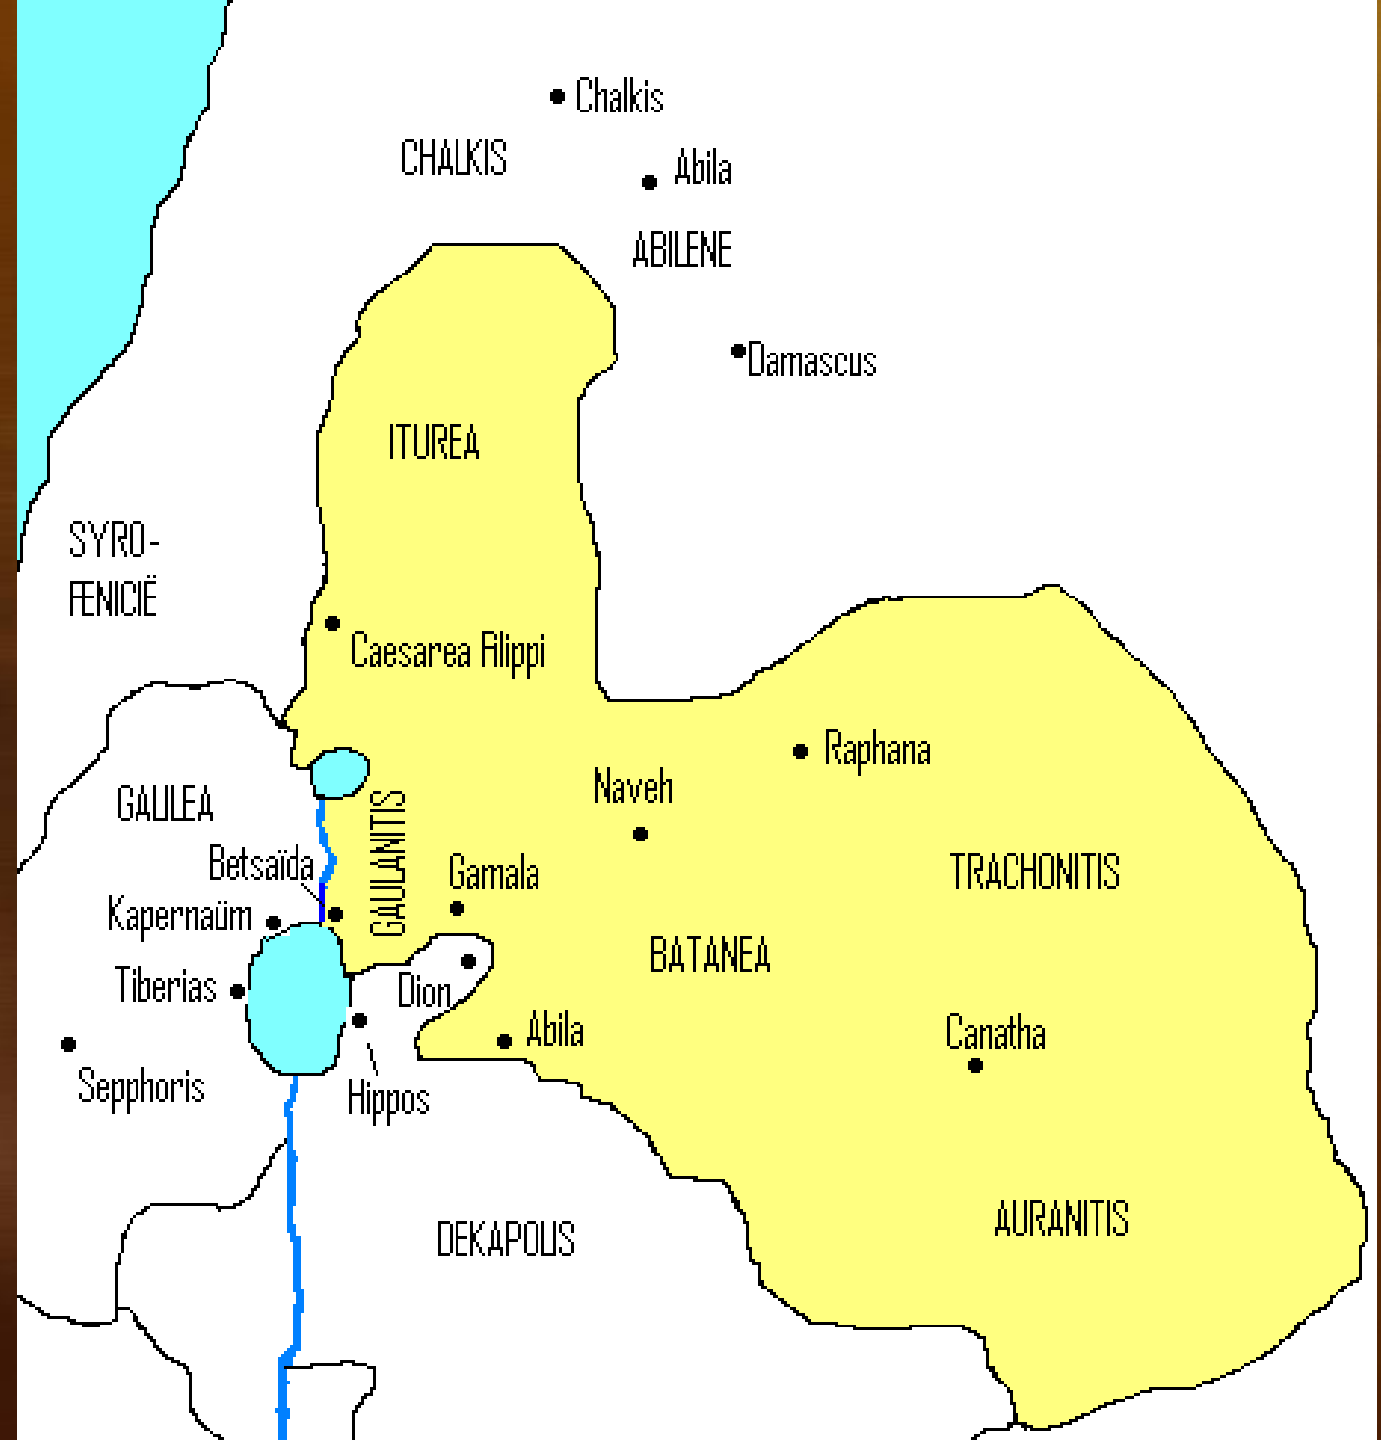 Chalkis
CHALKIS
Abila
ABILENE
Damascus
ITUREA
SYRO-
FENICIË
Caesarea Filippi
Raphana
Naveh
GALILEA
GAULANITIS
Betsaïda
Gamala
TRACHONITIS
Kapernaüm
BATANEA
Tiberias
Dion
Abila
Canatha
Sepphoris
Hippos
AURANITIS
DEKAPOLIS